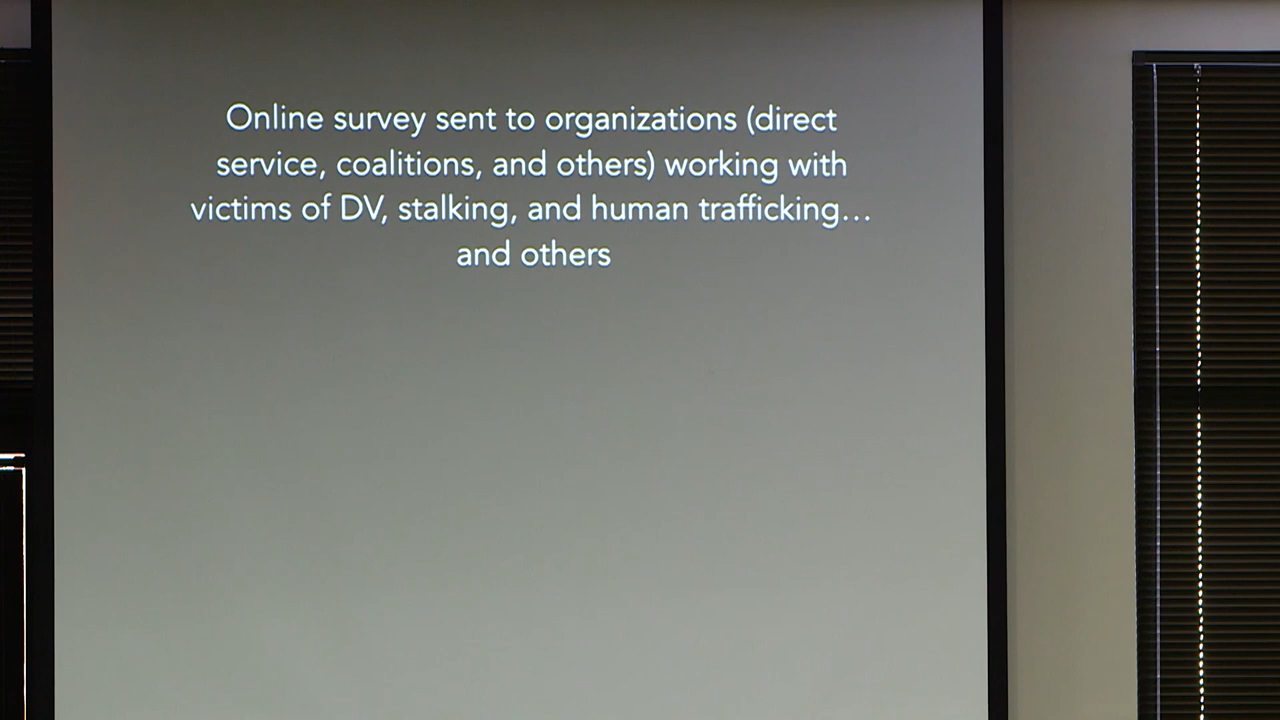 Online survey sent to organizations (direct
service, coalitions, and others) working with
victims of DV, stalking, and human trafficking…
and others